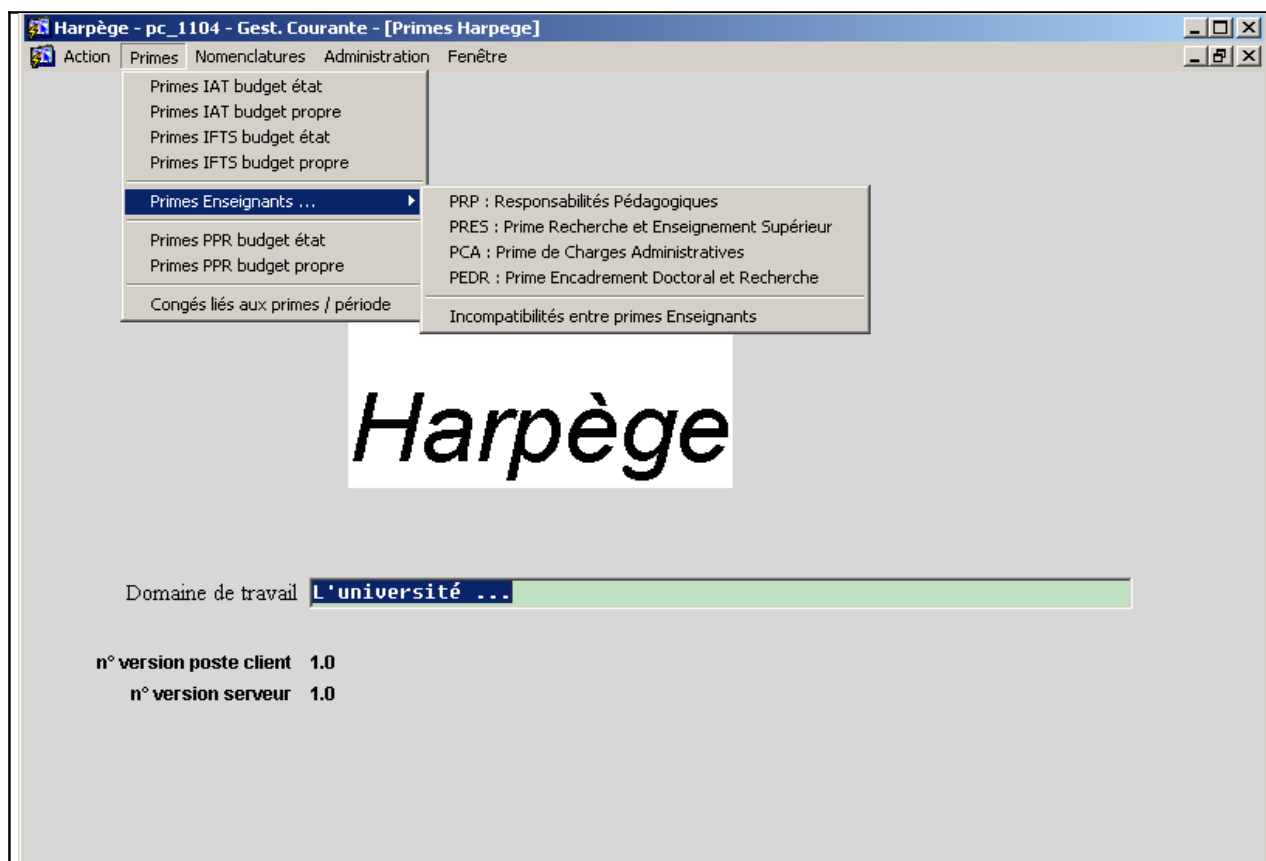 Harpège - pc_1104 - Gest. Courante - [Primes Harpege]
Action Primes Nomenclatures Administration Fenêtre
Primes IAT budget état
Primes IAT budget propre
Primes IFTS budget état
Primes IFTS budget propre
Primes Enseignants ...
Primes PPR budget état
Primes PPR budget propre
Congés liés aux primes / période
PRP : Responsabilités Pédagogiques
PRES : Prime Recherche et Enseignement Supérieur
PCA : Prime de Charges Administratives
PEDR : Prime Encadrement Doctoral et Recherche
Incompatibilités entre primes Enseignants
Harpège
Domaine de travail L'université ...
n° version poste client 1.0
n° version serveur 1.0